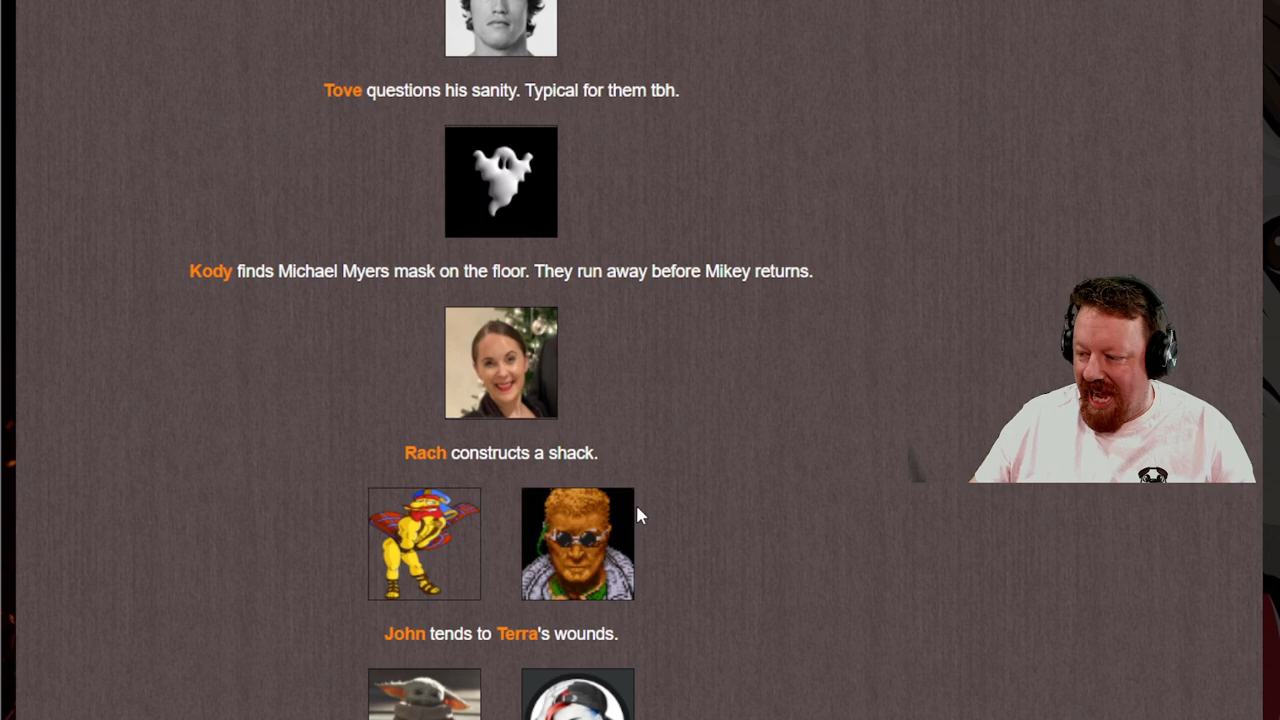 Tove questions his sanity. Typical for them tbh.
Kody finds Michael Myers mask on the floor. They run away before Mikey returns.
Rach constructs a shack.
John tends to Terra's wounds.